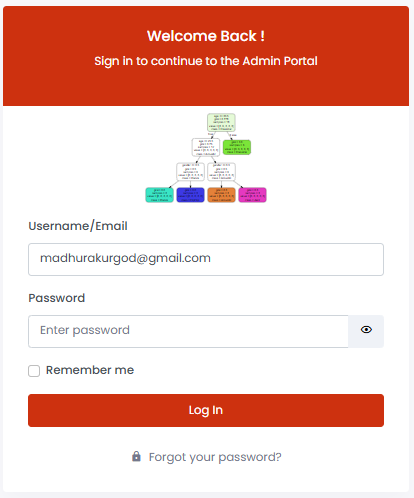 Welcome Back !
Sign in to continue to the Admin Portal
Username/Email
madhurakurgod@gmail.com
Password
Enter password
Remember me
Log In
Forgot your password?